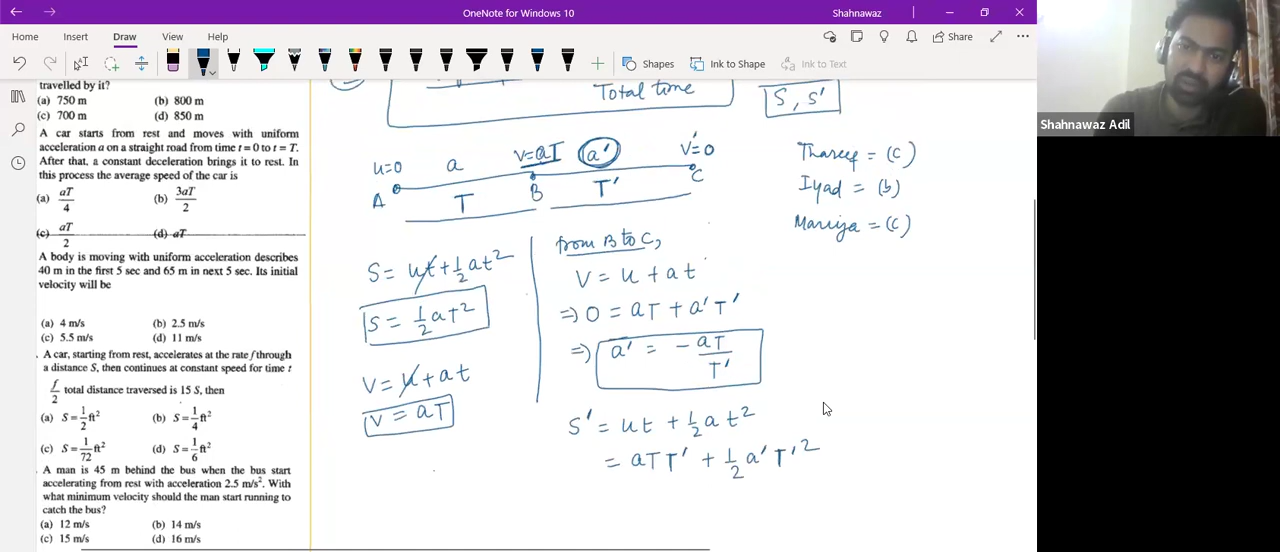 OneNote for Windows 10
Shahnawaz
Home Insert Draw View Help
Share
Shapes
Ink to Shape
Ink to Text
travelled by it?
(a) 750 m (b) 800 m
(c) 700 m (d) 850 m
A car starts from rest and moves with uniform
acceleration a on a straight road from time t = 0 to t = T.
After that, a constant deceleration brings it to rest. In
this process the average speed of the car is
(a) aT/4 (b) 3aT/2
(c) aT/2 (d) aT
A body is moving with uniform acceleration describes
40 m in the first 5 sec and 65 m in next 5 sec. Its initial
velocity will be
(a) 4 m/s (b) 2.5 m/s
(c) 5.5 m/s (d) 11 m/s
. A car, starting from rest, accelerates at the rate f through
a distance S, then continues at constant speed for time t
f/2 total distance traversed is 15 S, then
(a) S = 1/2 ft² (b) S = 1/4 ft²
(c) S = 1/72 ft² (d) S = 1/6 ft²
. A man is 45 m behind the bus when the bus start
accelerating from rest with acceleration 2.5 m/s². With
what minimum velocity should the man start running to
catch the bus?
(a) 12 m/s (b) 14 m/s
(c) 15 m/s (d) 16 m/s
Total time
S, S'
u=0 a V=aT a' V'=0
A T B T' C
S = ut + 1/2 at²
S = 1/2 aT²
V = u + at
V = aT
from B to C,
V = u + at
⇒ 0 = aT + a'T'
⇒ a' = - aT/T'
S' = ut + 1/2 at²
= aTT' + 1/2 a'T'²
Thareef = (c)
Iyad = (b)
Mariya = (c)
Shahnawaz Adil